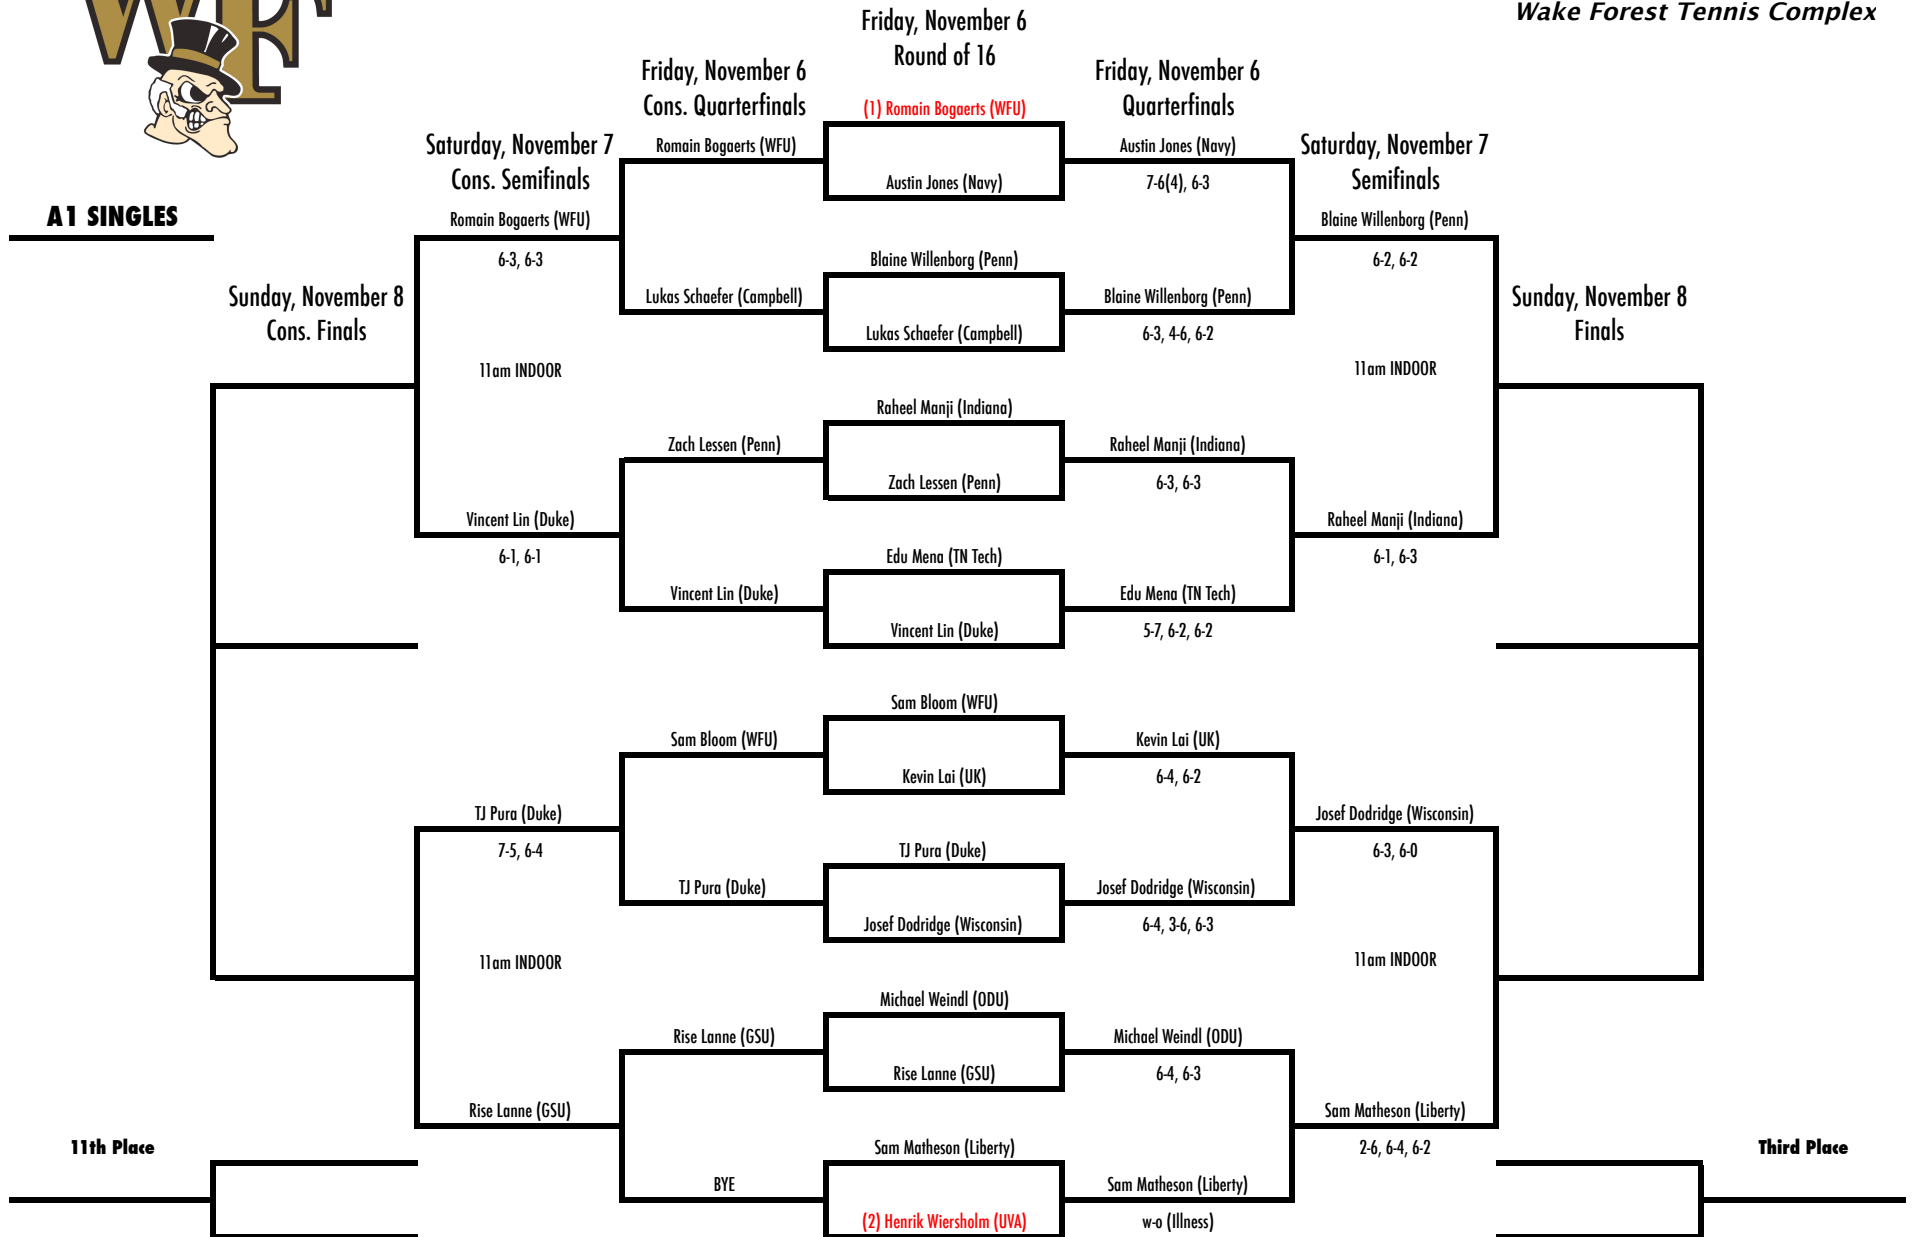 WF
Wake Forest Tennis Complex
Friday, November 6
Round of 16
Friday, November 6
Cons. Quarterfinals
Friday, November 6
Quarterfinals
Saturday, November 7
Cons. Semifinals
Saturday, November 7
Semifinals
A1 SINGLES
Sunday, November 8
Cons. Finals
Sunday, November 8
Finals
(1) Romain Bogaerts (WFU)
Romain Bogaerts (WFU)
Austin Jones (Navy)
Austin Jones (Navy)
7-6(4), 6-3
Romain Bogaerts (WFU)
6-3, 6-3
Blaine Willenborg (Penn)
6-2, 6-2
Blaine Willenborg (Penn)
Lukas Schaefer (Campbell)
Blaine Willenborg (Penn)
Lukas Schaefer (Campbell)
6-3, 4-6, 6-2
11am INDOOR
11am INDOOR
Raheel Manji (Indiana)
Zach Lessen (Penn)
Raheel Manji (Indiana)
Zach Lessen (Penn)
6-3, 6-3
Vincent Lin (Duke)
6-1, 6-1
Raheel Manji (Indiana)
6-1, 6-3
Edu Mena (TN Tech)
Vincent Lin (Duke)
Edu Mena (TN Tech)
Vincent Lin (Duke)
5-7, 6-2, 6-2
Sam Bloom (WFU)
Sam Bloom (WFU)
Kevin Lai (UK)
Kevin Lai (UK)
6-4, 6-2
TJ Pura (Duke)
7-5, 6-4
Josef Dodridge (Wisconsin)
6-3, 6-0
TJ Pura (Duke)
TJ Pura (Duke)
Josef Dodridge (Wisconsin)
Josef Dodridge (Wisconsin)
6-4, 3-6, 6-3
11am INDOOR
11am INDOOR
Michael Weindl (ODU)
Rise Lanne (GSU)
Michael Weindl (ODU)
Rise Lanne (GSU)
6-4, 6-3
Rise Lanne (GSU)
Sam Matheson (Liberty)
2-6, 6-4, 6-2
11th Place
Sam Matheson (Liberty)
Third Place
BYE
Sam Matheson (Liberty)
(2) Henrik Wiersholm (UVA)
w-o (Illness)